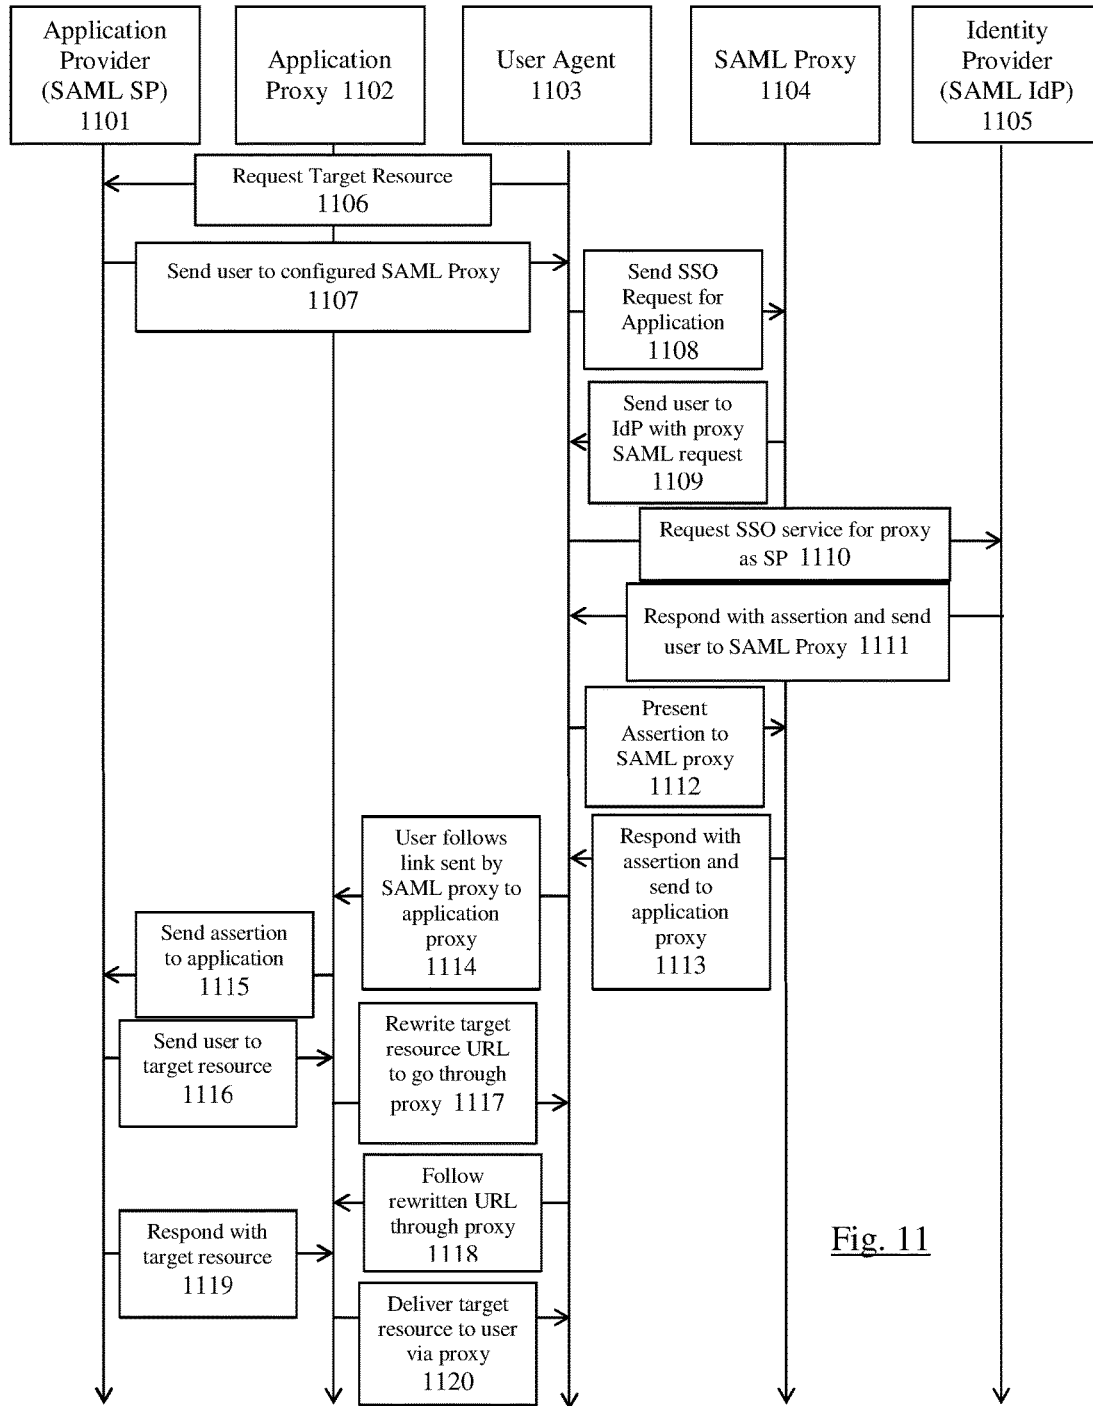 Application
Provider
(SAML SP)
1101
Application
Proxy 1102
User Agent
1103
SAML Proxy
1104
Identity
Provider
(SAML IdP)
1105
Request Target Resource
1106
Send user to configured SAML Proxy
1107
Send SSO
Request for
Application
1108
Send user to
IdP with proxy
SAML request
1109
Request SSO service for proxy
as SP 1110
Respond with assertion and send
user to SAML Proxy 1111
Present
Assertion to
SAML proxy
1112
Respond with
assertion and
send to
application
proxy
1113
User follows
link sent by
SAML proxy to
application
proxy
1114
Send assertion
to application
1115
Send user to
target resource
1116
Rewrite target
resource URL
to go through
proxy 1117
Follow
rewritten URL
through proxy
1118
Respond with
target resource
1119
Deliver target
resource to user
via proxy
1120
Fig. 11